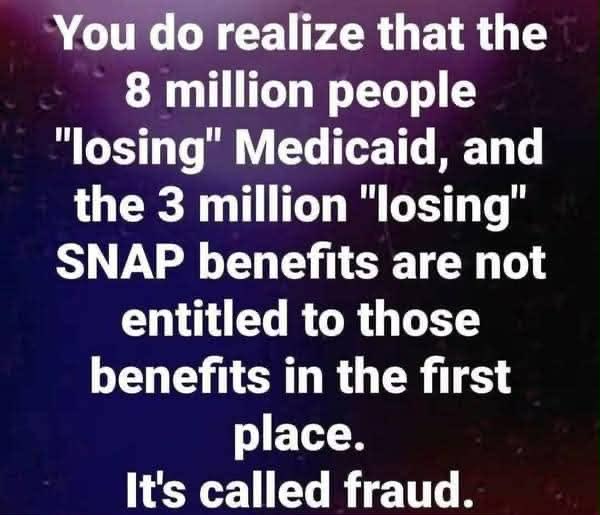 You do realize that the
8 million people
"losing" Medicaid, and
the 3 million "losing"
SNAP benefits are not
entitled to those
benefits in the first
place.
It's called fraud.